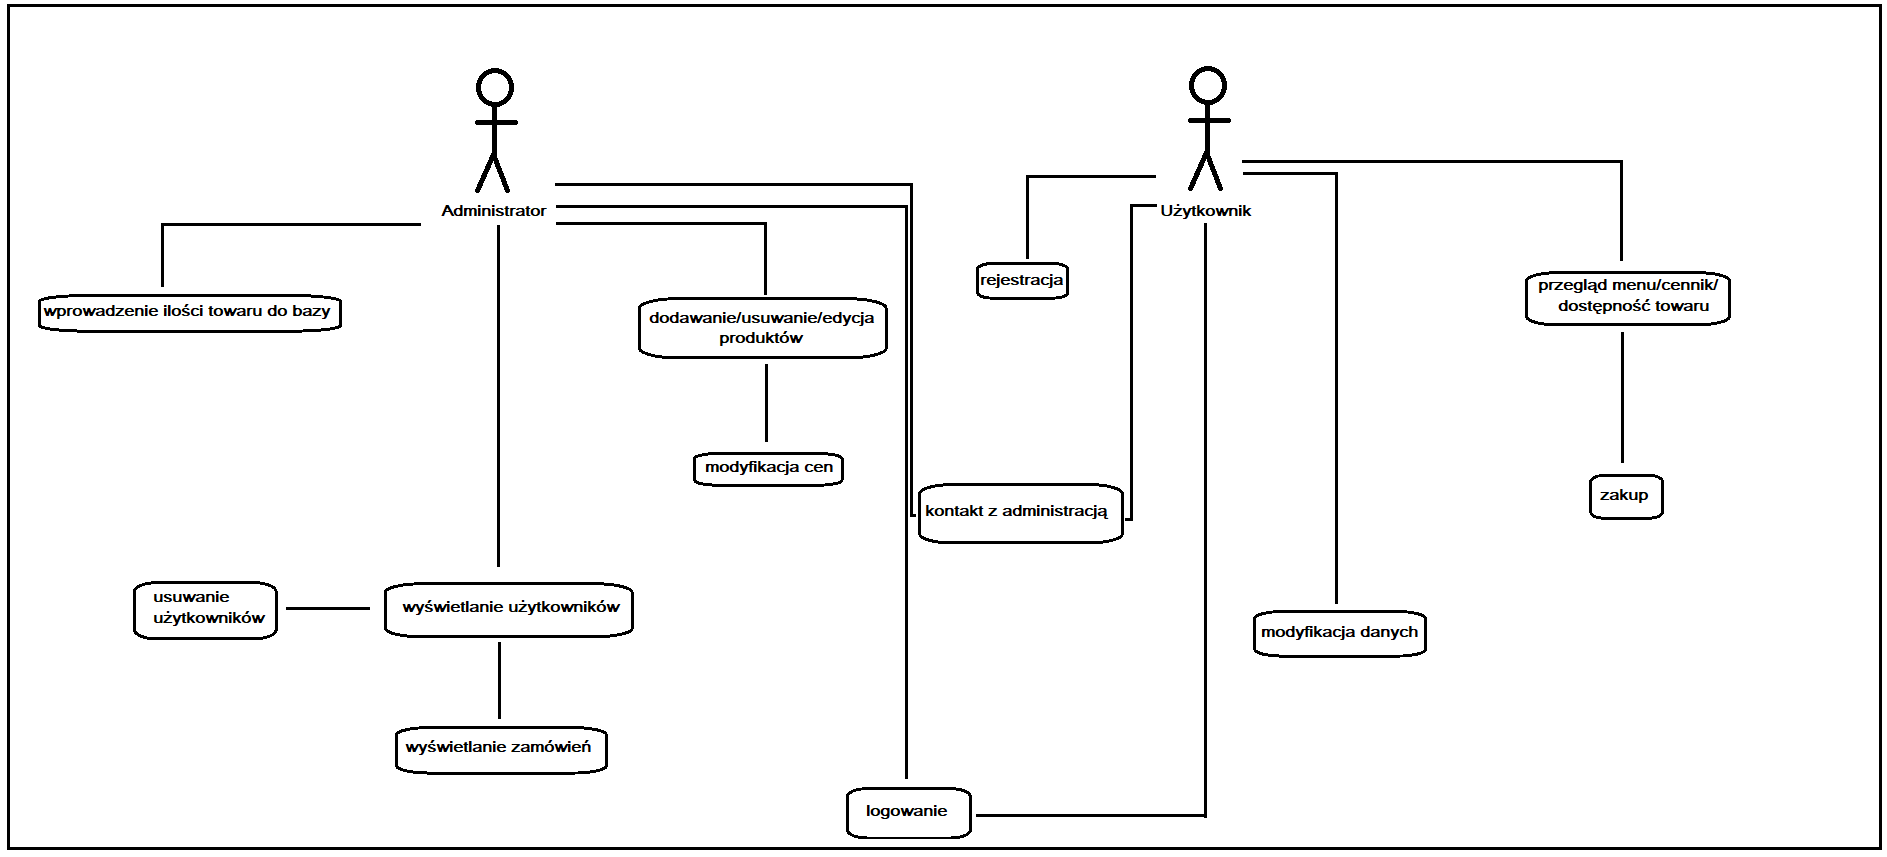 Administrator
Użytkownik
wprowadzenie ilości towaru do bazy
dodawanie/usuwanie/edycja
produktów
rejestracja
przegląd menu/cennik/
dostępność towaru
modyfikacja cen
kontakt z administracją
zakup
usuwanie
użytkowników
wyświetlanie użytkowników
modyfikacja danych
wyświetlanie zamówień
logowanie